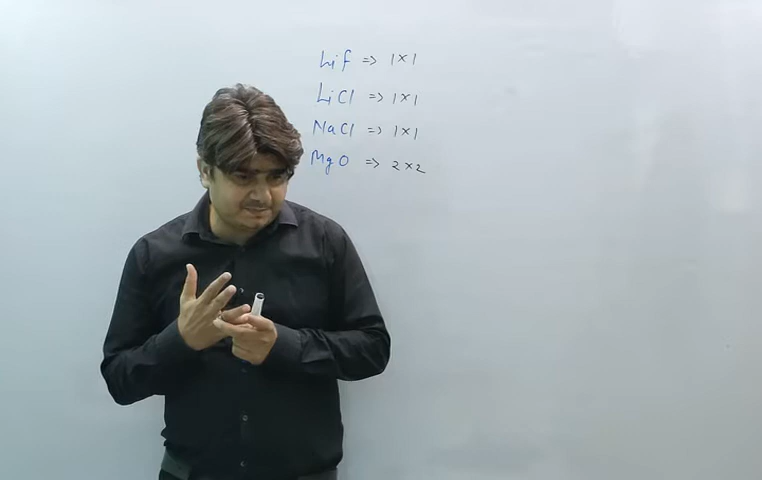 LiF => 1×1
LiCl => 1×1
NaCl => 1×1
MgO => 2×2